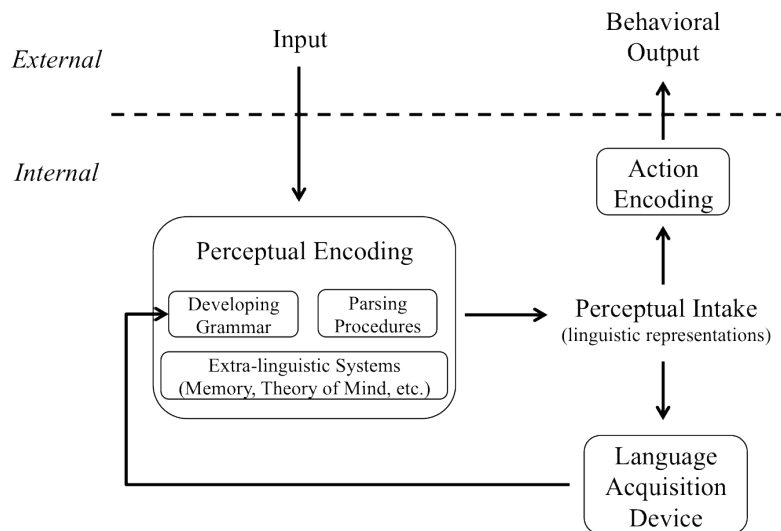 External
Input
Behavioral
Output
Internal
Action
Encoding
Perceptual Encoding
Developing
Grammar
Parsing
Procedures
Extra-linguistic Systems
(Memory, Theory of Mind, etc.)
Perceptual Intake
(linguistic representations)
Language
Acquisition
Device